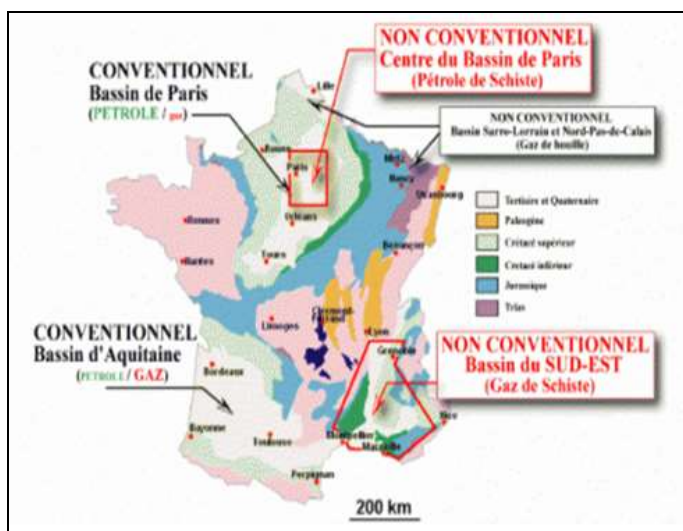 NON CONVENTIONNEL
Centre du Bassin de Paris
(Pétrole de Schiste)
CONVENTIONNEL
Bassin de Paris
(PETROLE / gaz)
NON CONVENTIONNEL
Bassin Sarro-Lorrain et Nord-Pas-de-Calais
(Gaz de houille)
Lille
Rouen
Paris
Metz
Nancy
Strasbourg
Rennes
Orléans
Nantes
Tours
Besançon
Tertiaire et Quaternaire
Paleogène
Crétacé supérieur
Cretacé inférieur
Jurassique
Trias
Limoges
Clermont-
Ferrand
Lyon
Grenoble
CONVENTIONNEL
Bassin d'Aquitaine
(PETROLE / GAZ)
NON CONVENTIONNEL
Bassin du SUD-EST
(Gaz de Schiste)
Bordeaux
Nice
Bayonne
Toulouse
Montpellier
Marseille
Perpignan
200 km